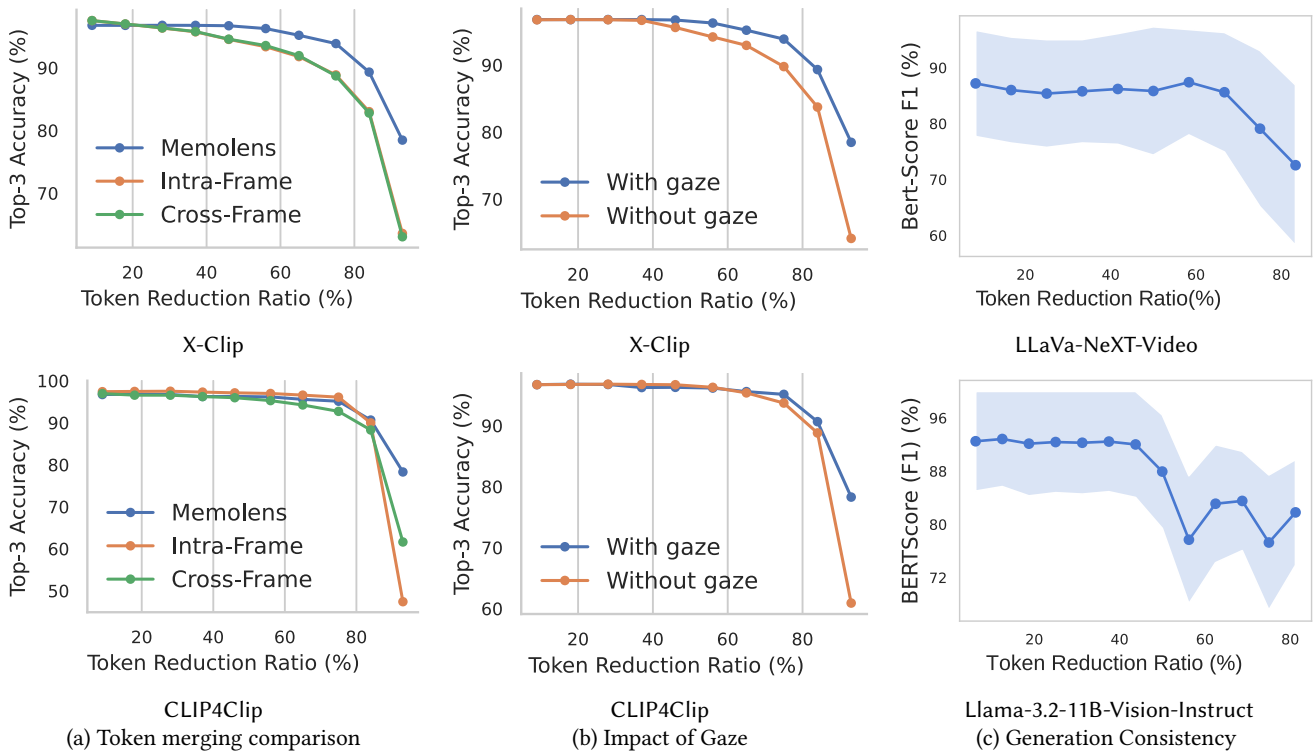 Top-3 Accuracy (%)
90
70
Memolens
Intra-Frame
Cross-Frame
20 40 60 80
Token Reduction Ratio (%)
X-Clip
Top-3 Accuracy (%)
90
80
70
With gaze
Without gaze
20 40 60 80
Token Reduction Ratio (%)
X-Clip
Bert-Score F1 (%)
90
80
70
60
20 40 60 80
Token Reduction Ratio(%)
LLaVa-NeXT-Video
Top-3 Accuracy (%)
100
90
80
70
60
50
Memolens
Intra-Frame
Cross-Frame
20 40 60 80
Token Reduction Ratio (%)
CLIP4Clip
(a) Token merging comparison
Top-3 Accuracy (%)
90
80
70
60
With gaze
Without gaze
20 40 60 80
Token Reduction Ratio (%)
CLIP4Clip
(b) Impact of Gaze
BERTScore (F1) (%)
96
88
80
72
20 40 60 80
Token Reduction Ratio (%)
Llama-3.2-11B-Vision-Instruct
(c) Generation Consistency